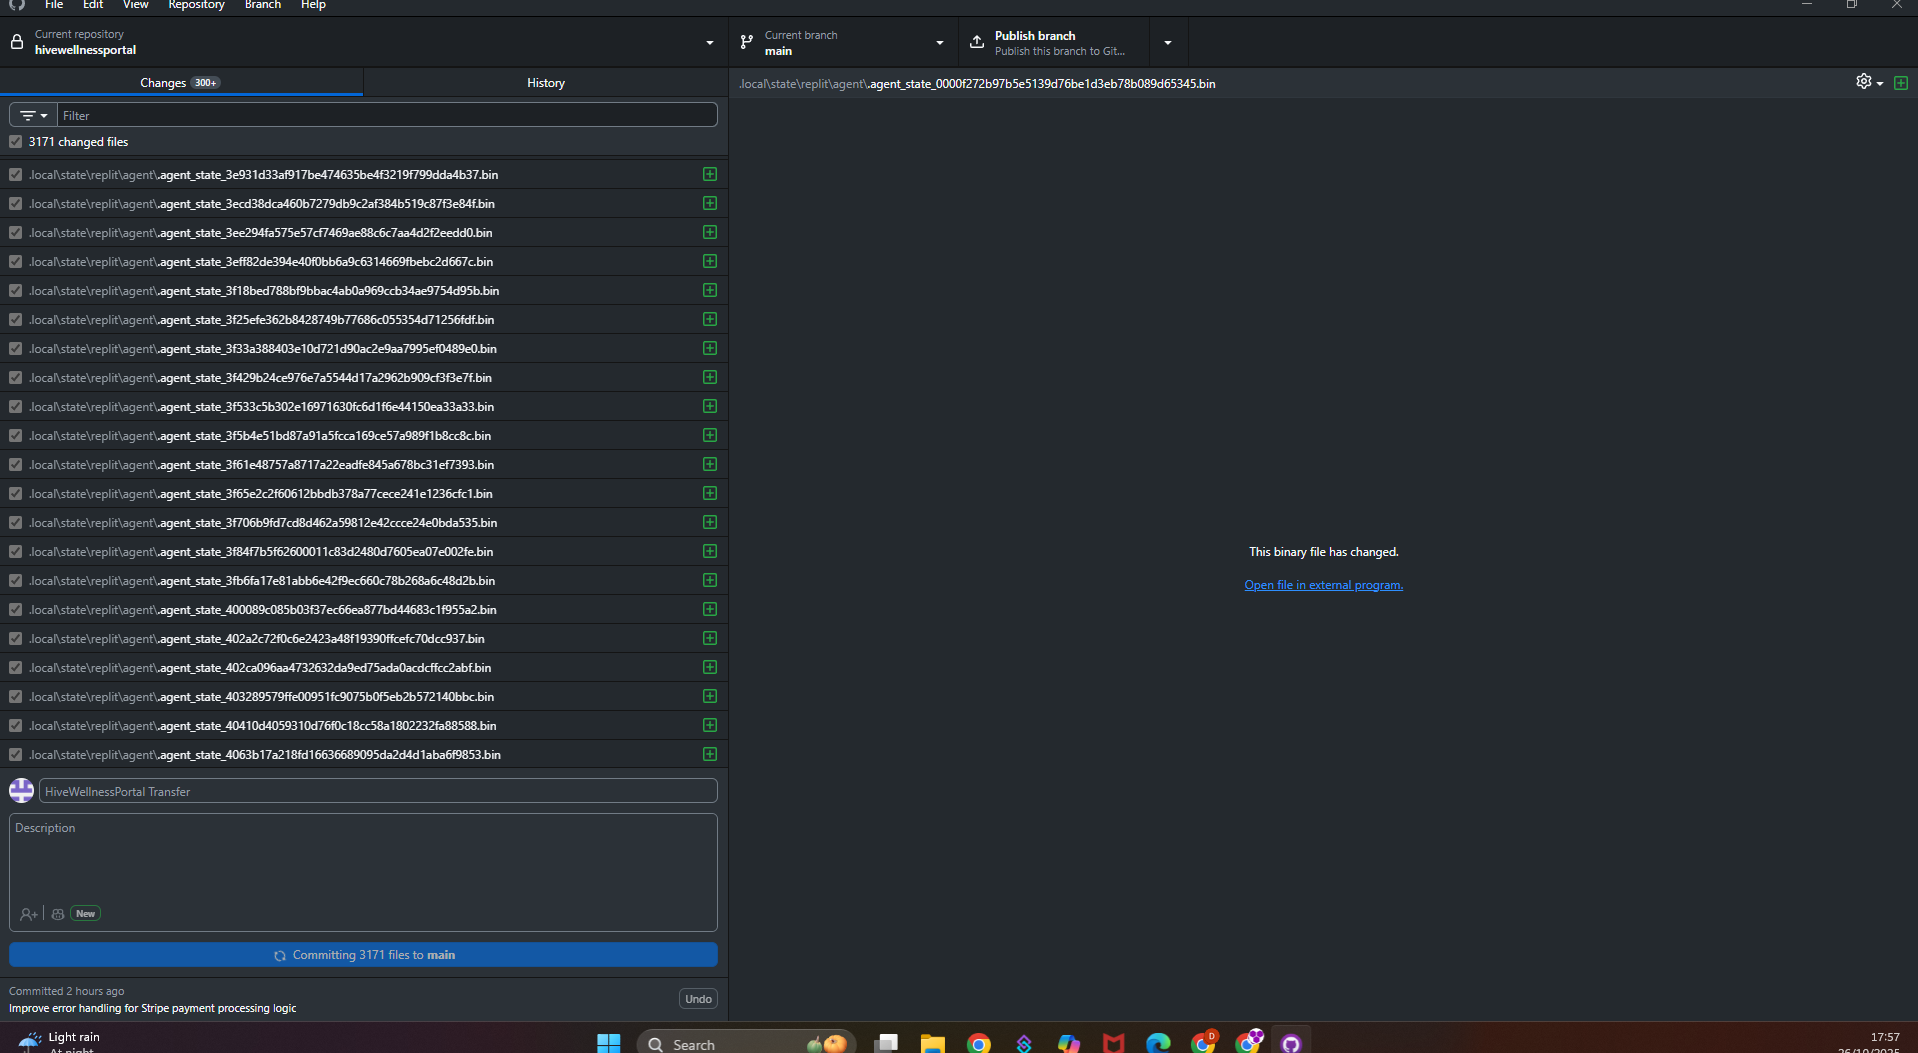 File Edit View Repository Branch Help
Current repository
hivewellnessportal
Current branch
main
Publish branch
Publish this branch to Git...
Changes 300+
History
.local\state\replit\agent\.agent_state_0000f272b97b5e5139d76be1d3eb78b089d65345.bin
Filter
3171 changed files
.local\state\replit\agent\.agent_state_3e931d33af917be474635be4f3219f799dda4b37.bin
.local\state\replit\agent\.agent_state_3ecd38dca460b7279db9c2af384b519c87f3e84f.bin
.local\state\replit\agent\.agent_state_3ee294fa575e57cf7469ae88c6c7aa4d2f2eedd0.bin
.local\state\replit\agent\.agent_state_3eff82de394e40f0bb6a9c6314669fbebc2d667c.bin
.local\state\replit\agent\.agent_state_3f18bed788bf9bbac4ab0a969ccb34ae9754d95b.bin
.local\state\replit\agent\.agent_state_3f25efe362b8428749b77686c055354d71256fdf.bin
.local\state\replit\agent\.agent_state_3f33a388403e10d721d90ac2e9aa7995ef0489e0.bin
.local\state\replit\agent\.agent_state_3f429b24ce976e7a5544d17a2962b909cf3f3e7f.bin
.local\state\replit\agent\.agent_state_3f533c5b302e16971630fc6d1f6e44150ea33a33.bin
.local\state\replit\agent\.agent_state_3f5b4e51bd87a91a5fcca169ce57a989f1b8cc8c.bin
.local\state\replit\agent\.agent_state_3f61e48757a8717a22eadfe845a678bc31ef7393.bin
.local\state\replit\agent\.agent_state_3f65e2c2f60612bbdb378a77cece241e1236cfc1.bin
.local\state\replit\agent\.agent_state_3f706b9fd7cd8d462a59812e42ccce24e0bda535.bin
.local\state\replit\agent\.agent_state_3f84f7b5f62600011c83d2480d7605ea07e002fe.bin
.local\state\replit\agent\.agent_state_3fb6fa17e81abb6e42f9ec660c78b268a6c48d2b.bin
.local\state\replit\agent\.agent_state_400089c085b03f37ec66ea877bd44683c1f955a2.bin
.local\state\replit\agent\.agent_state_402a2c72f0c6e2423a48f19390ffcefc70dcc937.bin
.local\state\replit\agent\.agent_state_402ca096aa4732632da9ed75ada0acdcffcc2abf.bin
.local\state\replit\agent\.agent_state_403289579ffe00951fc9075b0f5eb2b572140bbc.bin
.local\state\replit\agent\.agent_state_40410d4059310d76f0c18cc58a1802232fa88588.bin
.local\state\replit\agent\.agent_state_4063b17a218fd16636689095da2d4d1aba6f9853.bin
This binary file has changed.
Open file in external program.
HiveWellnessPortal Transfer
Description
New
Committing 3171 files to main
Committed 2 hours ago
Improve error handling for Stripe payment processing logic
Undo
Light rain
At night
Search
D
17:57
26/10/2025